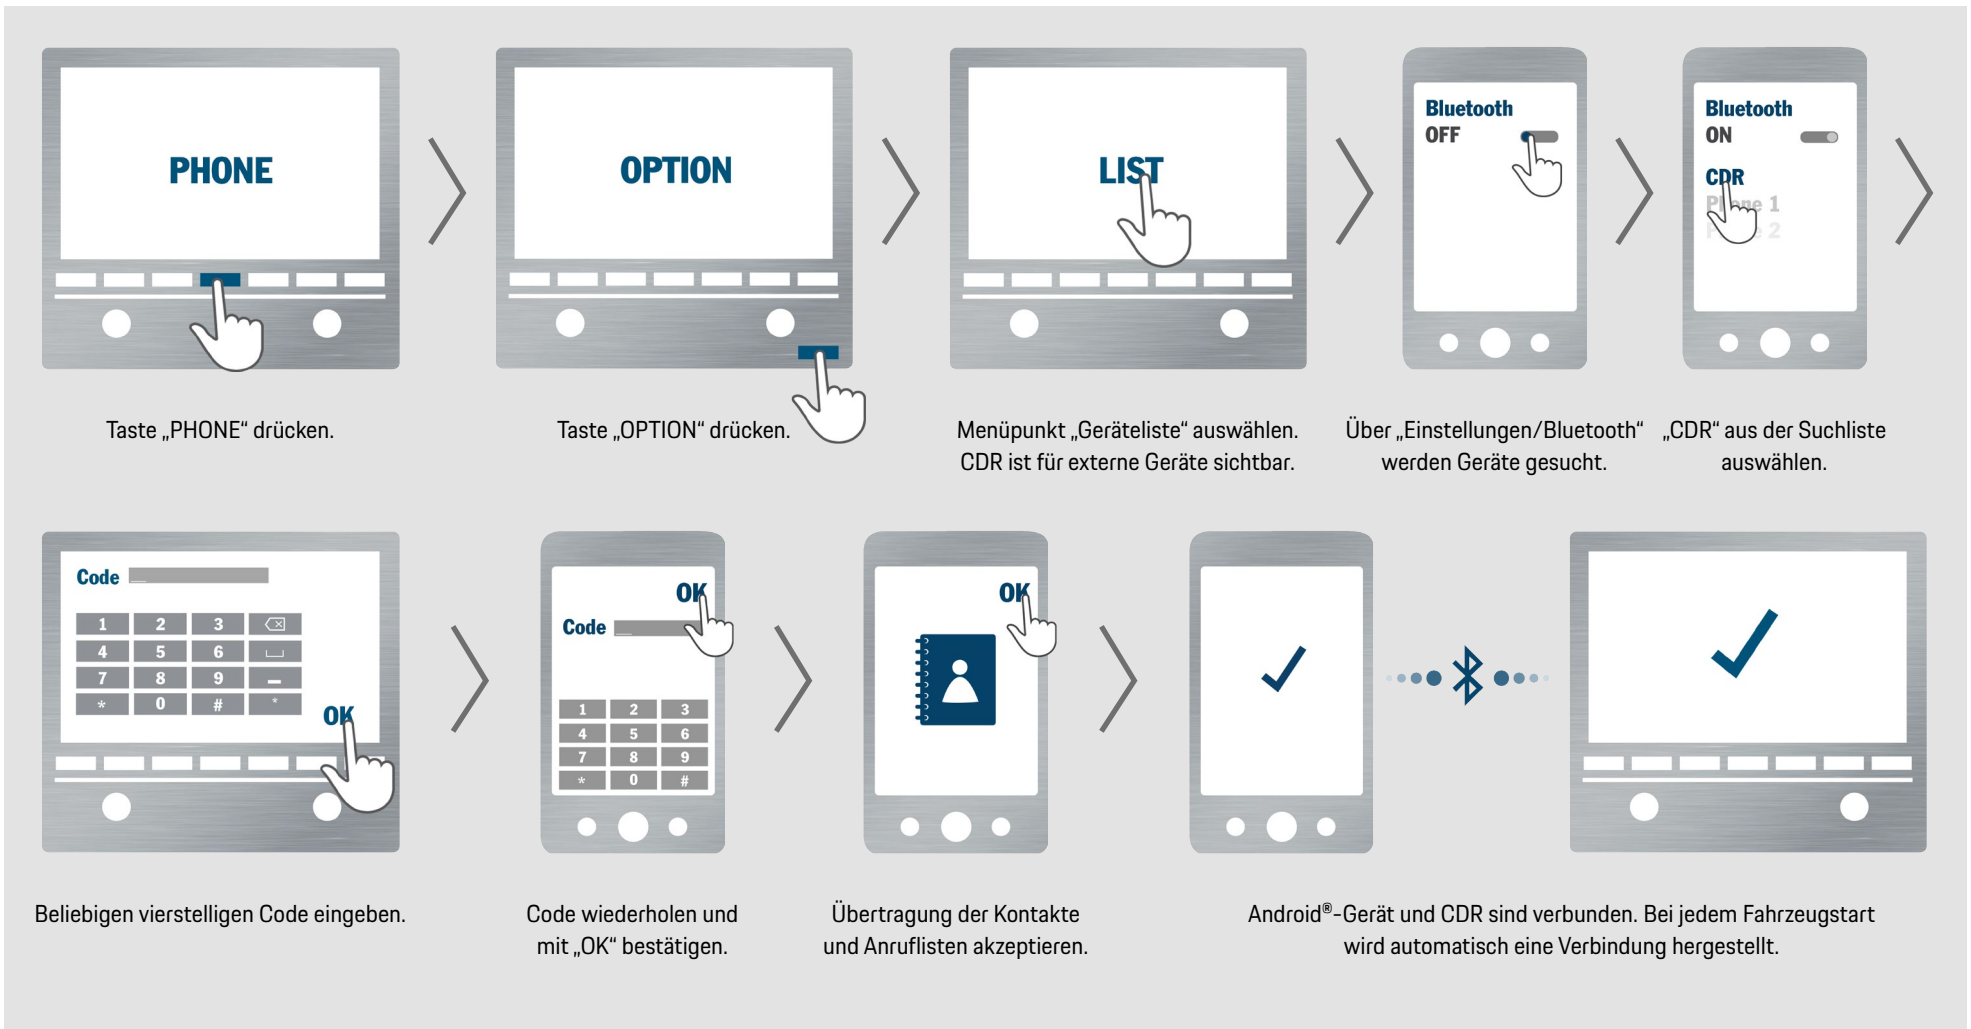 PHONE
Taste „PHONE“ drücken.
OPTION
Taste „OPTION“ drücken.
LIST
Menüpunkt „Geräteliste“ auswählen.
CDR ist für externe Geräte sichtbar.
Bluetooth
OFF
Über „Einstellungen/Bluetooth“
werden Geräte gesucht.
Bluetooth
ON
CDR
Phone 1
Phone 2
„CDR“ aus der Suchliste
auswählen.
Code
1 2 3
4 5 6
7 8 9
* 0 # *
OK
Beliebigen vierstelligen Code eingeben.
OK
Code
1 2 3
4 5 6
7 8 9
* 0 #
Code wiederholen und
mit „OK“ bestätigen.
OK
Übertragung der Kontakte
und Anruflisten akzeptieren.
Android®-Gerät und CDR sind verbunden. Bei jedem Fahrzeugstart
wird automatisch eine Verbindung hergestellt.